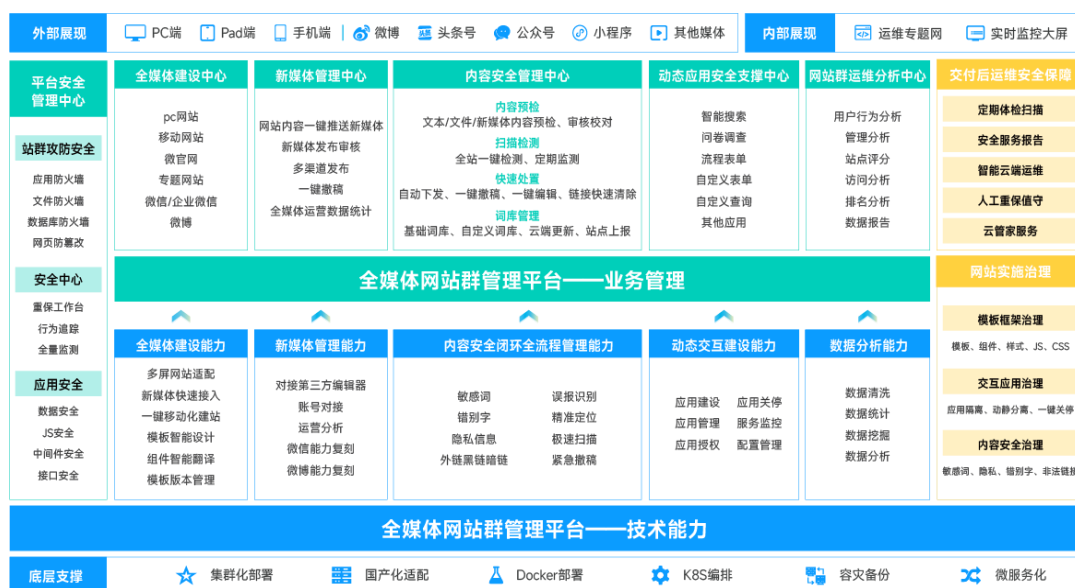 外部展现
PC端
Pad端
手机端
微博
头条号
公众号
小程序
其他媒体
内部展现
运维专题网
实时监控大屏
平台安全
管理中心
站群攻防安全
应用防火墙
文件防火墙
数据库防火墙
网页防篡改
安全中心
重保工作台
行为追踪
全量监测
应用安全
数据安全
JS安全
中间件安全
接口安全
全媒体建设中心
pc网站
移动网站
微官网
专题网站
微信/企业微信
微博
新媒体管理中心
网站内容一键推送新媒体
新媒体发布审核
多渠道发布
一键撤稿
全媒体运营数据统计
内容安全管理中心
内容预检
文本/文件/新媒体内容预检、审核校对
扫描检测
全站一键检测、定期监测
快速处置
自动下发、一键撤稿、一键编辑、链接快速清除
词库管理
基础词库、自定义词库、云端更新、站点上报
动态应用安全支撑中心
智能搜索
问卷调查
流程表单
自定义表单
自定义查询
其他应用
网站群运维分析中心
用户行为分析
管理分析
站点评分
访问分析
排名分析
数据报告
全媒体网站群管理平台——业务管理
全媒体建设能力
多屏网站适配
新媒体快速接入
一键移动化建站
模板智能设计
组件智能翻译
模板版本管理
新媒体管理能力
对接第三方编辑器
账号对接
运营分析
微信能力复刻
微博能力复刻
内容安全闭环全流程管理能力
敏感词 误报识别
错别字 精准定位
隐私信息 极速扫描
外链黑链暗链 紧急撤稿
动态交互建设能力
应用建设 应用关停
应用管理 服务监控
应用授权 配置管理
数据分析能力
数据清洗
数据统计
数据挖掘
数据分析
交付后运维安全保障
定期体检扫描
安全服务报告
智能云端运维
人工重保值守
云管家服务
网站实施治理
模板框架治理
模板、组件、样式、JS、CSS
交互应用治理
应用隔离、动静分离、一键关停
内容安全治理
敏感词、隐私、错别字、非法链接
全媒体网站群管理平台——技术能力
底层支撑
集群化部署
国产化适配
Docker部署
K8S编排
容灾备份
微服务化